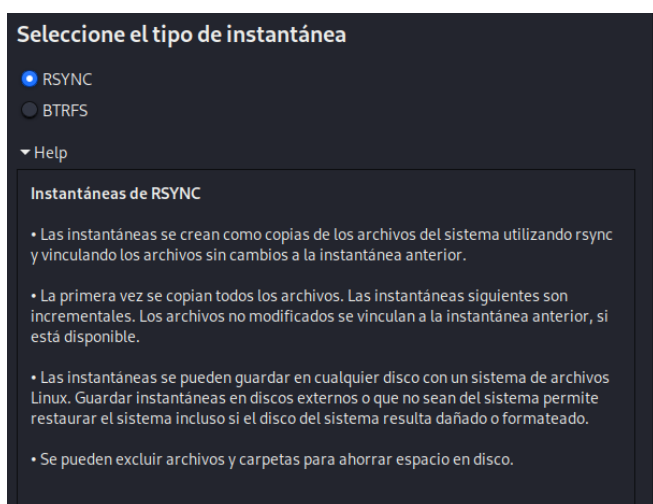 Seleccione el tipo de instantánea
RSYNC
BTRFS
Help
Instantáneas de RSYNC
• Las instantáneas se crean como copias de los archivos del sistema utilizando rsync
y vinculando los archivos sin cambios a la instantánea anterior.
• La primera vez se copian todos los archivos. Las instantáneas siguientes son
incrementales. Los archivos no modificados se vinculan a la instantánea anterior, si
está disponible.
• Las instantáneas se pueden guardar en cualquier disco con un sistema de archivos
Linux. Guardar instantáneas en discos externos o que no sean del sistema permite
restaurar el sistema incluso si el disco del sistema resulta dañado o formateado.
• Se pueden excluir archivos y carpetas para ahorrar espacio en disco.